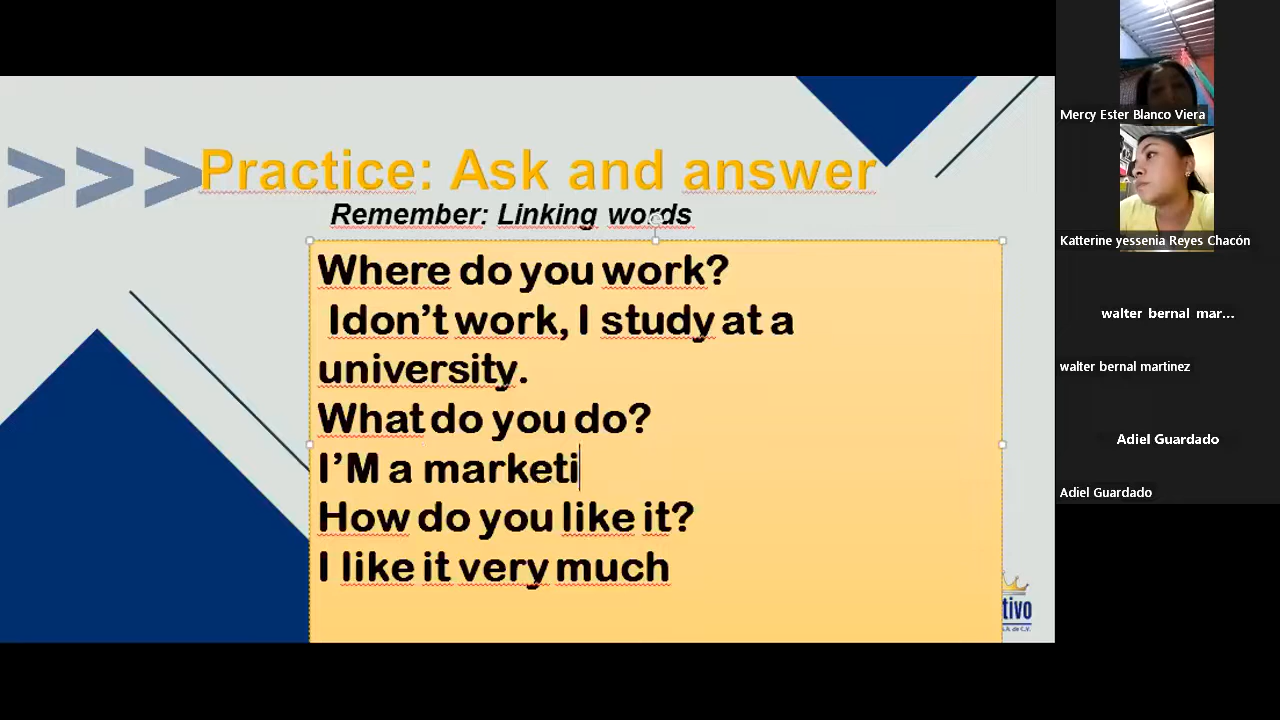 >>> Practice: Ask and answer
Remember: Linking words
Where do you work?
Idon’t work, I study at a
university.
What do you do?
I’M a marketi
How do you like it?
I like it very much
tivo
Mercy Ester Blanco Viera
Katterine yessenia Reyes Chacón
walter bernal mar...
walter bernal martinez
Adiel Guardado
Adiel Guardado